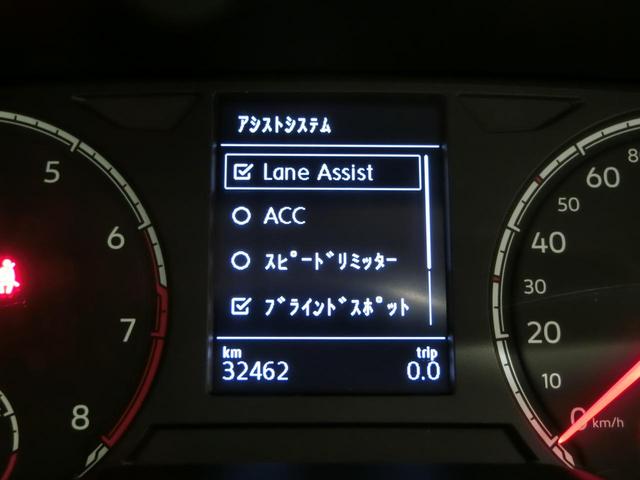 アシストシステム
Lane Assist
ACC
スピードリミッター
ブラインドスポット
km
trip
32462
0.0
5
6
7
8
8
60
50
40
30
20
10
0 km/h